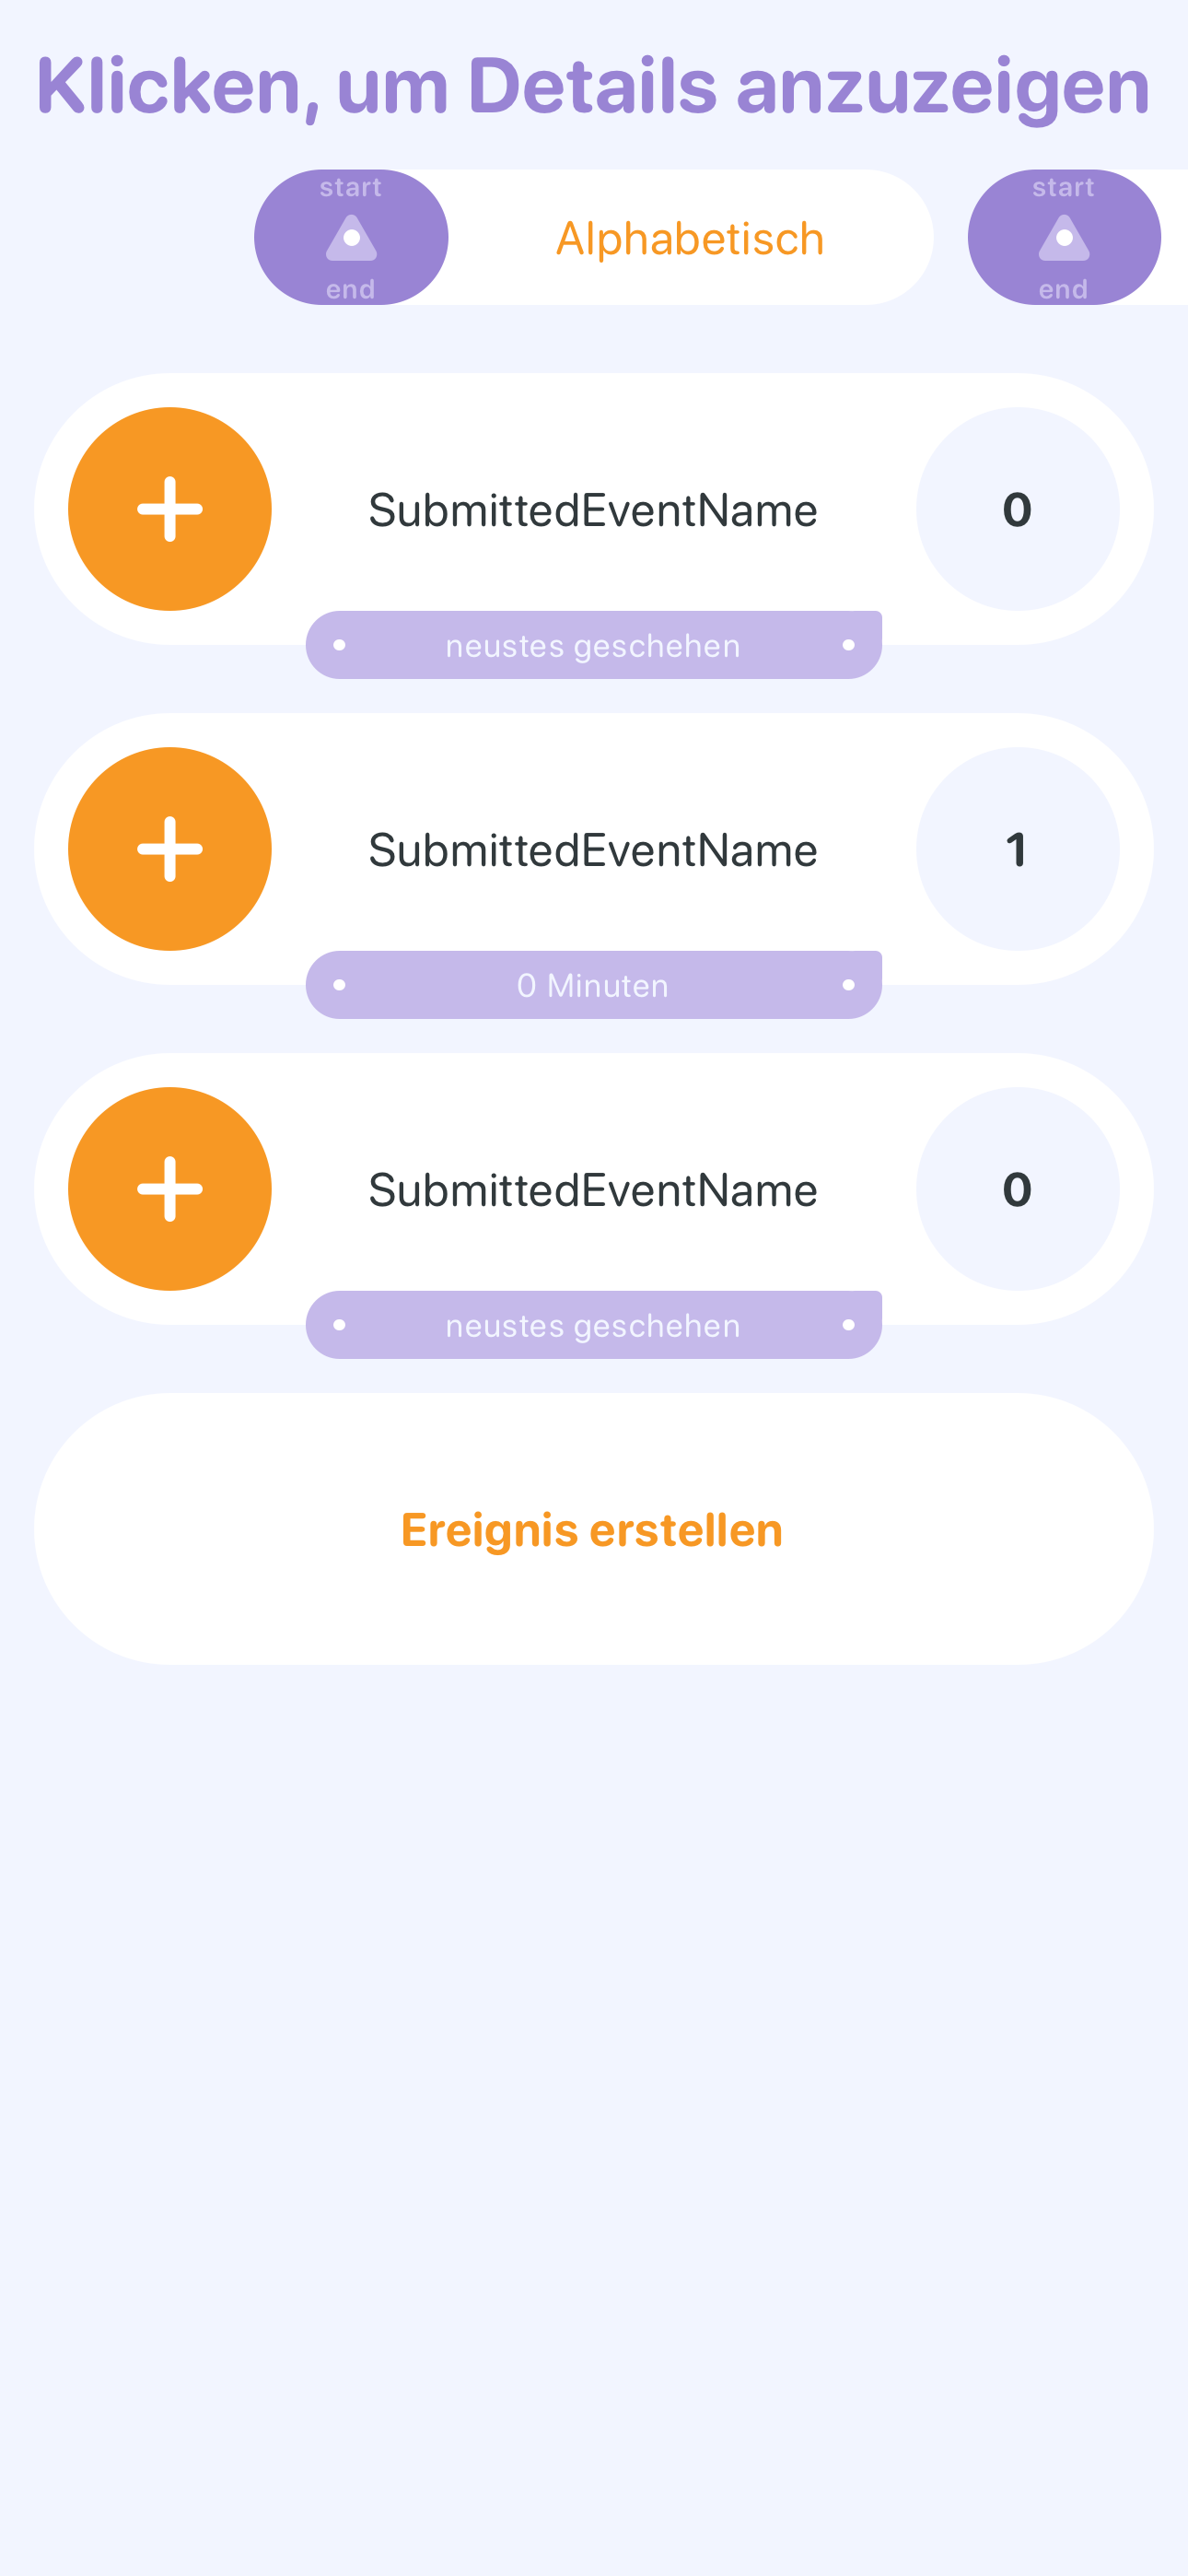 Klicken, um Details anzuzeigen
start
end
Alphabetisch
start
end
SubmittedEventName
0
neustes geschehen
SubmittedEventName
1
0 Minuten
SubmittedEventName
0
neustes geschehen
Ereignis erstellen